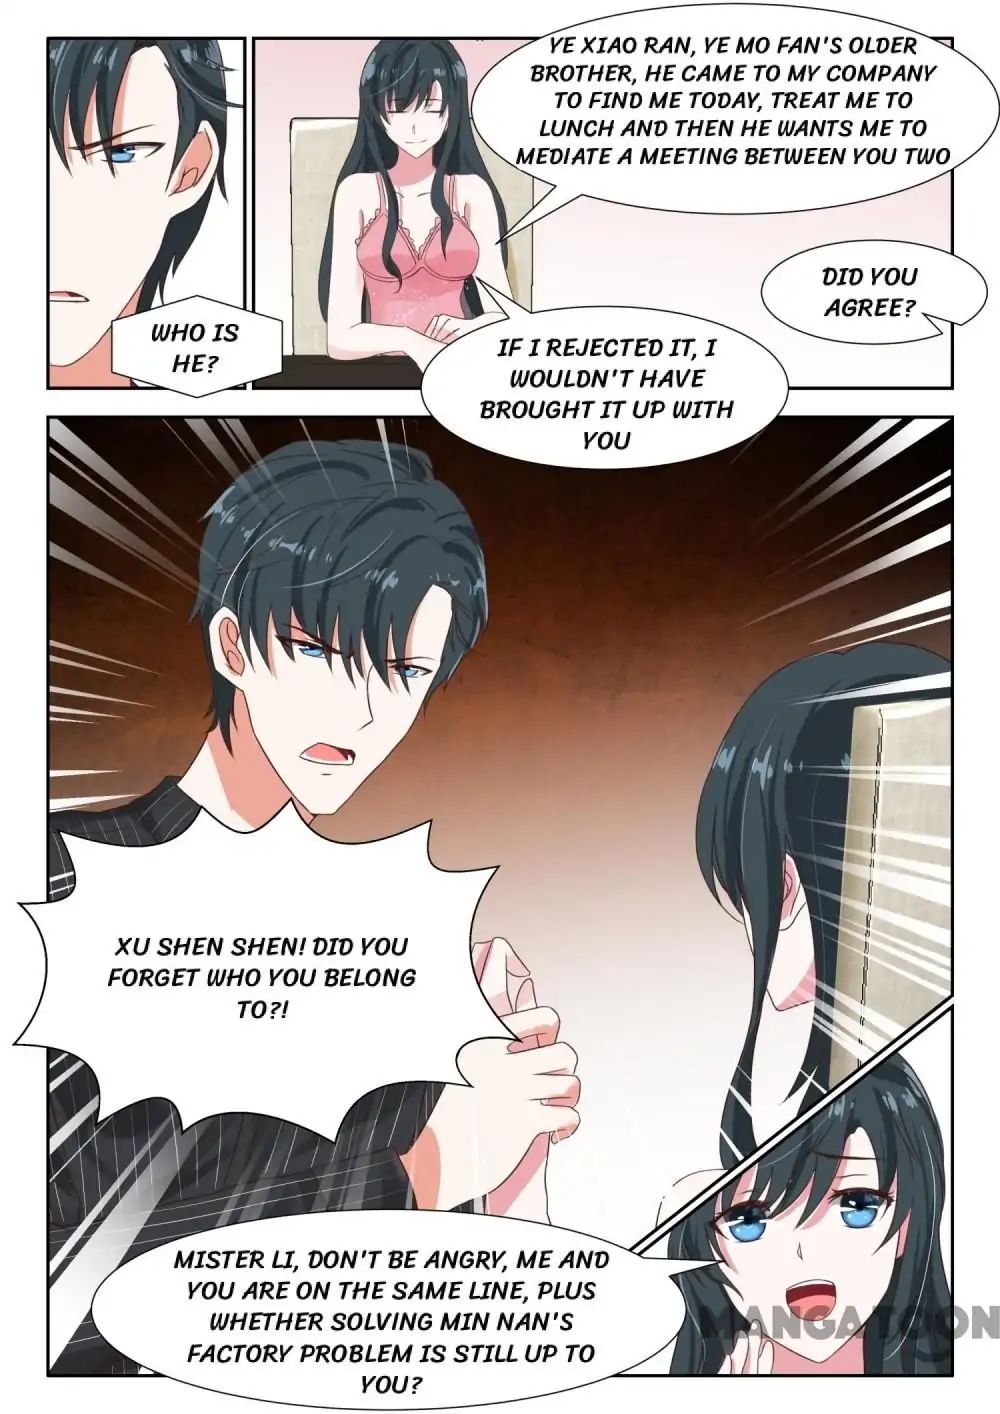 YE XIAO RAN, YE MO FAN'S OLDER
BROTHER, HE CAME TO MY COMPANY
TO FIND ME TODAY, TREAT ME TO
LUNCH AND THEN HE WANTS ME TO
MEDIATE A MEETING BETWEEN YOU TWO
WHO IS
HE?
DID YOU
AGREE?
IF I REJECTED IT, I
WOULDN'T HAVE
BROUGHT IT UP WITH
YOU
XU SHEN SHEN! DID YOU
FORGET WHO YOU BELONG
TO?!
MISTER LI, DON'T BE ANGRY, ME AND
YOU ARE ON THE SAME LINE, PLUS
WHETHER SOLVING MIN NAN'S
FACTORY PROBLEM IS STILL UP TO
YOU?
MANGATOON